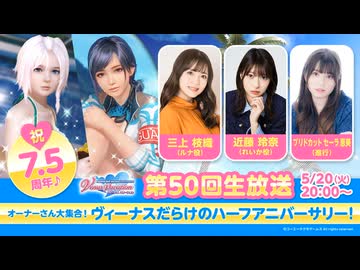 祝
7.5
周年♪
Venus Vacation
第50回生放送
三上 枝織
(ルナ役)
近藤 玲奈
(れいか役)
ブリドカット セーラ 恵美
(進行)
5/20(火)
20:00~
オーナーさん大集合!ヴィーナスだらけのハーフアニバーサリー!